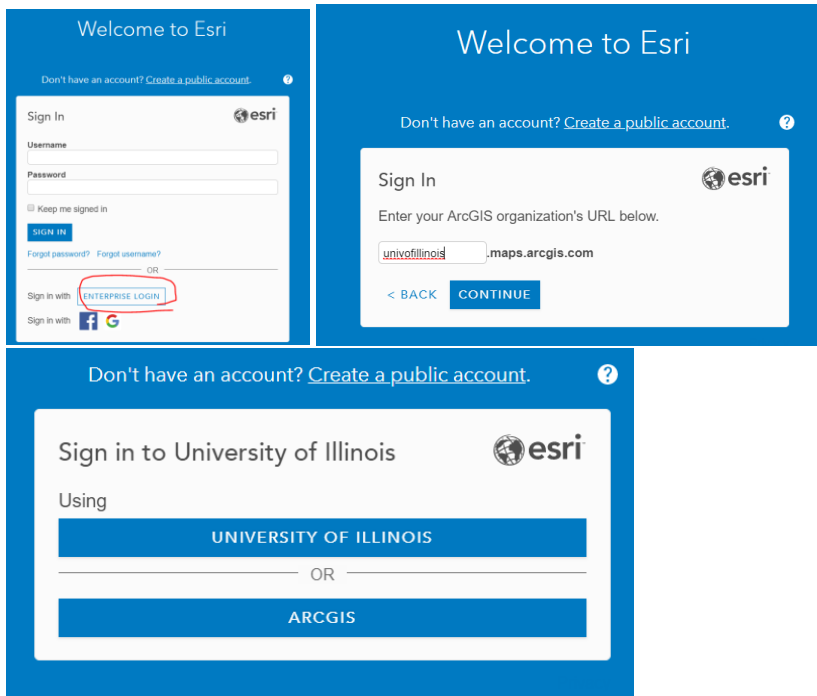 Welcome to Esri
Don't have an account? Create a public account.
?
Sign In
esri
Username
Password
Keep me signed in
SIGN IN
Forgot password? Forgot username?
OR
Sign in with ENTERPRISE LOGIN
Sign in with f G
Welcome to Esri
Don't have an account? Create a public account.
?
Sign In
esri
Enter your ArcGIS organization's URL below.
univofillinois .maps.arcgis.com
< BACK CONTINUE
Don't have an account? Create a public account.
?
Sign in to University of Illinois
esri
Using
UNIVERSITY OF ILLINOIS
OR
ARCGIS